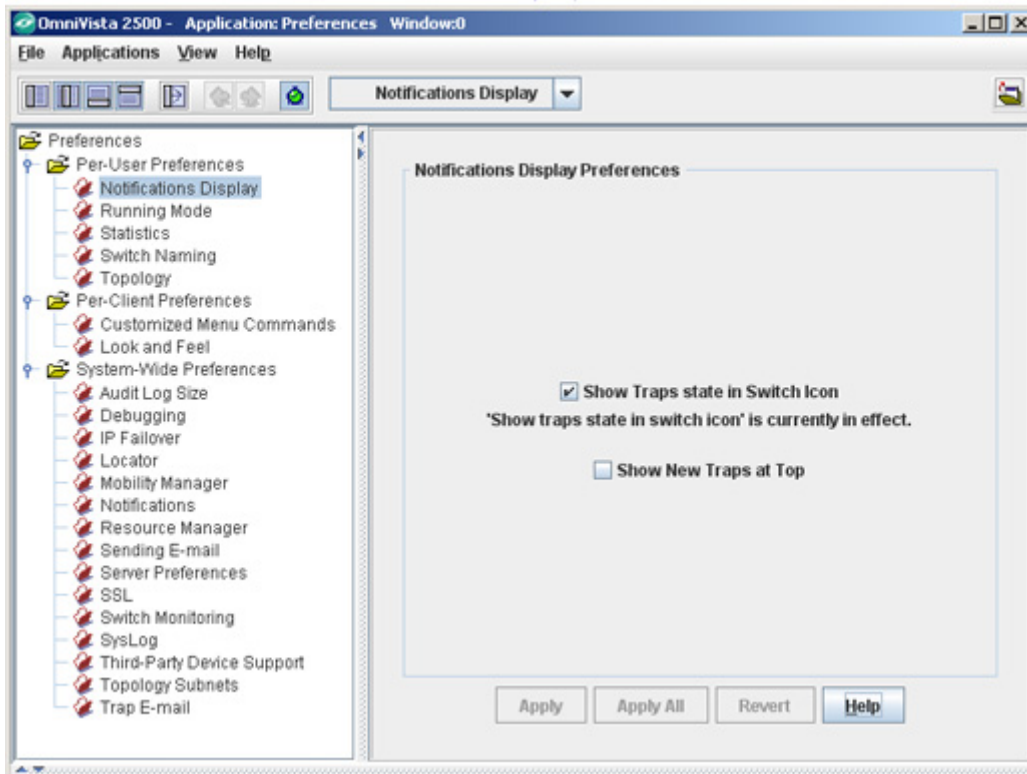 OmniVista 2500 - Application: Preferences Window:0
File Applications View Help
Notifications Display
Preferences
Per-User Preferences
Notifications Display
Running Mode
Statistics
Switch Naming
Topology
Per-Client Preferences
Customized Menu Commands
Look and Feel
System-Wide Preferences
Audit Log Size
Debugging
IP Failover
Locator
Mobility Manager
Notifications
Resource Manager
Sending E-mail
Server Preferences
SSL
Switch Monitoring
SysLog
Third-Party Device Support
Topology Subnets
Trap E-mail
Notifications Display Preferences
Show Traps state in Switch Icon
'Show traps state in switch icon' is currently in effect.
Show New Traps at Top
Apply Apply All Revert Help